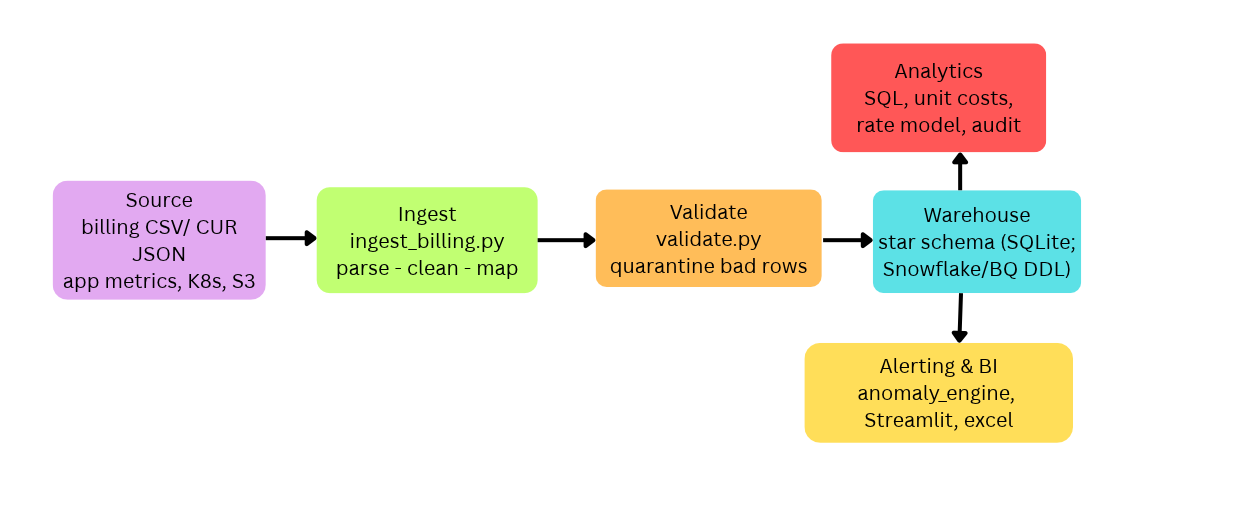 Source
billing CSV/ CUR
JSON
app metrics, K8s, S3
Ingest
ingest_billing.py
parse - clean - map
Validate
validate.py
quarantine bad rows
Warehouse
star schema (SQLite;
Snowflake/BQ DDL)
Analytics
SQL, unit costs,
rate model, audit
Alerting & BI
anomaly_engine,
Streamlit, excel